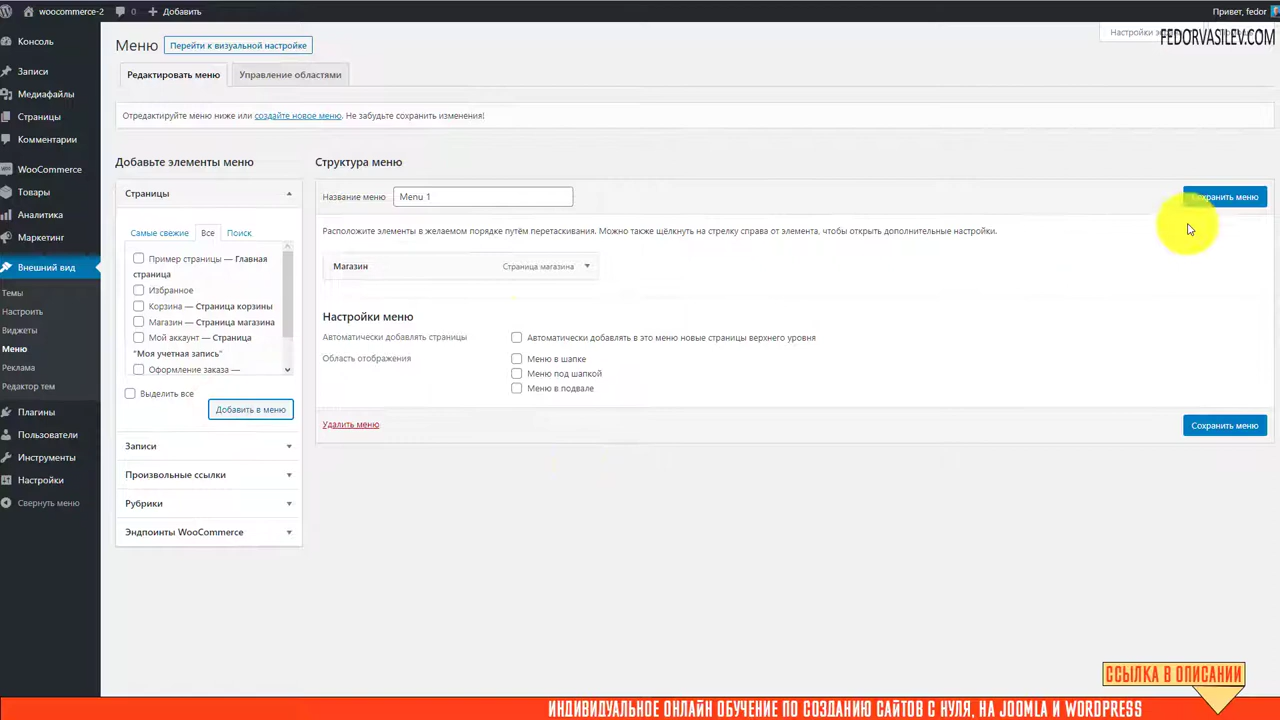 woocommerce-2 0 Добавить Привет, fedor
Настройки э
FEDORVASILEV.COM
Консоль
Записи
Медиафайлы
Страницы
Комментарии
WooCommerce
Товары
Аналитика
Маркетинг
Внешний вид
Темы
Настроить
Виджеты
Меню
Реклама
Редактор тем
Плагины
Пользователи
Инструменты
Настройки
Свернуть меню
Меню Перейти к визуальной настройке
Редактировать меню Управление областями
Отредактируйте меню ниже или создайте новое меню. Не забудьте сохранить изменения!
Добавьте элементы меню
Страницы
Самые свежие Все Поиск
Пример страницы — Главная
страница
Избранное
Корзина — Страница корзины
Магазин — Страница магазина
Мой аккаунт — Страница
"Моя учетная запись"
Оформление заказа —
Выделить все
Добавить в меню
Записи
Произвольные ссылки
Рубрики
Эндпоинты WooCommerce
Структура меню
Название меню Menu 1
Сохранить меню
Расположите элементы в желаемом порядке путём перетаскивания. Можно также щёлкнуть на стрелку справа от элемента, чтобы открыть дополнительные настройки.
Магазин Страница магазина
Настройки меню
Автоматически добавлять страницы Автоматически добавлять в это меню новые страницы верхнего уровня
Область отображения Меню в шапке
Меню под шапкой
Меню в подвале
Удалить меню Сохранить меню
ССЫЛКА В ОПИСАНИИ
ИНДИВИДУАЛЬНОЕ ОНЛАЙН ОБУЧЕНИЕ ПО СОЗДАНИЮ САЙТОВ С НУЛЯ, НА JOOMLA И WORDPRESS